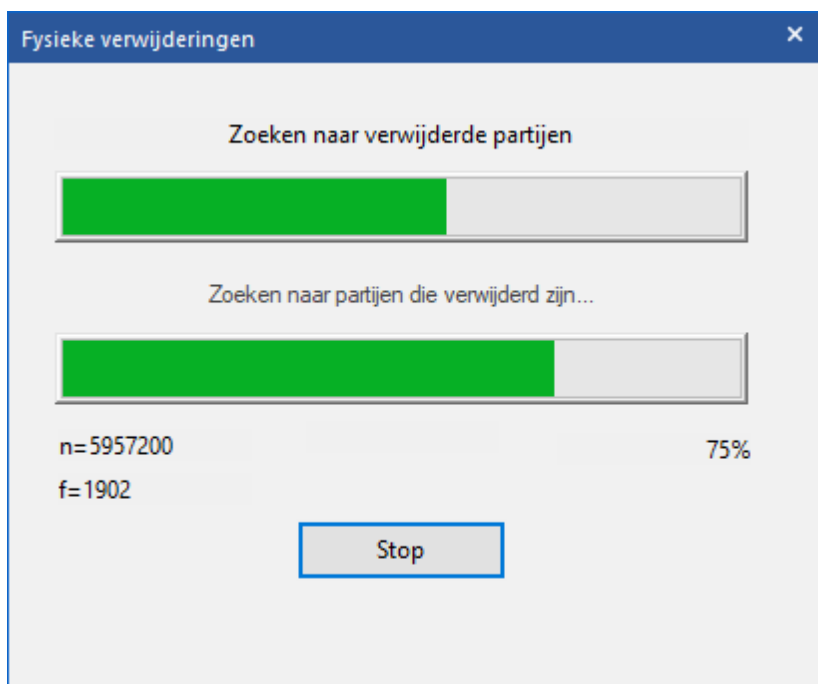 Fysieke verwijderingen
Zoeken naar verwijderde partijen
Zoeken naar partijen die verwijderd zijn...
n=5957200
75%
f=1902
Stop